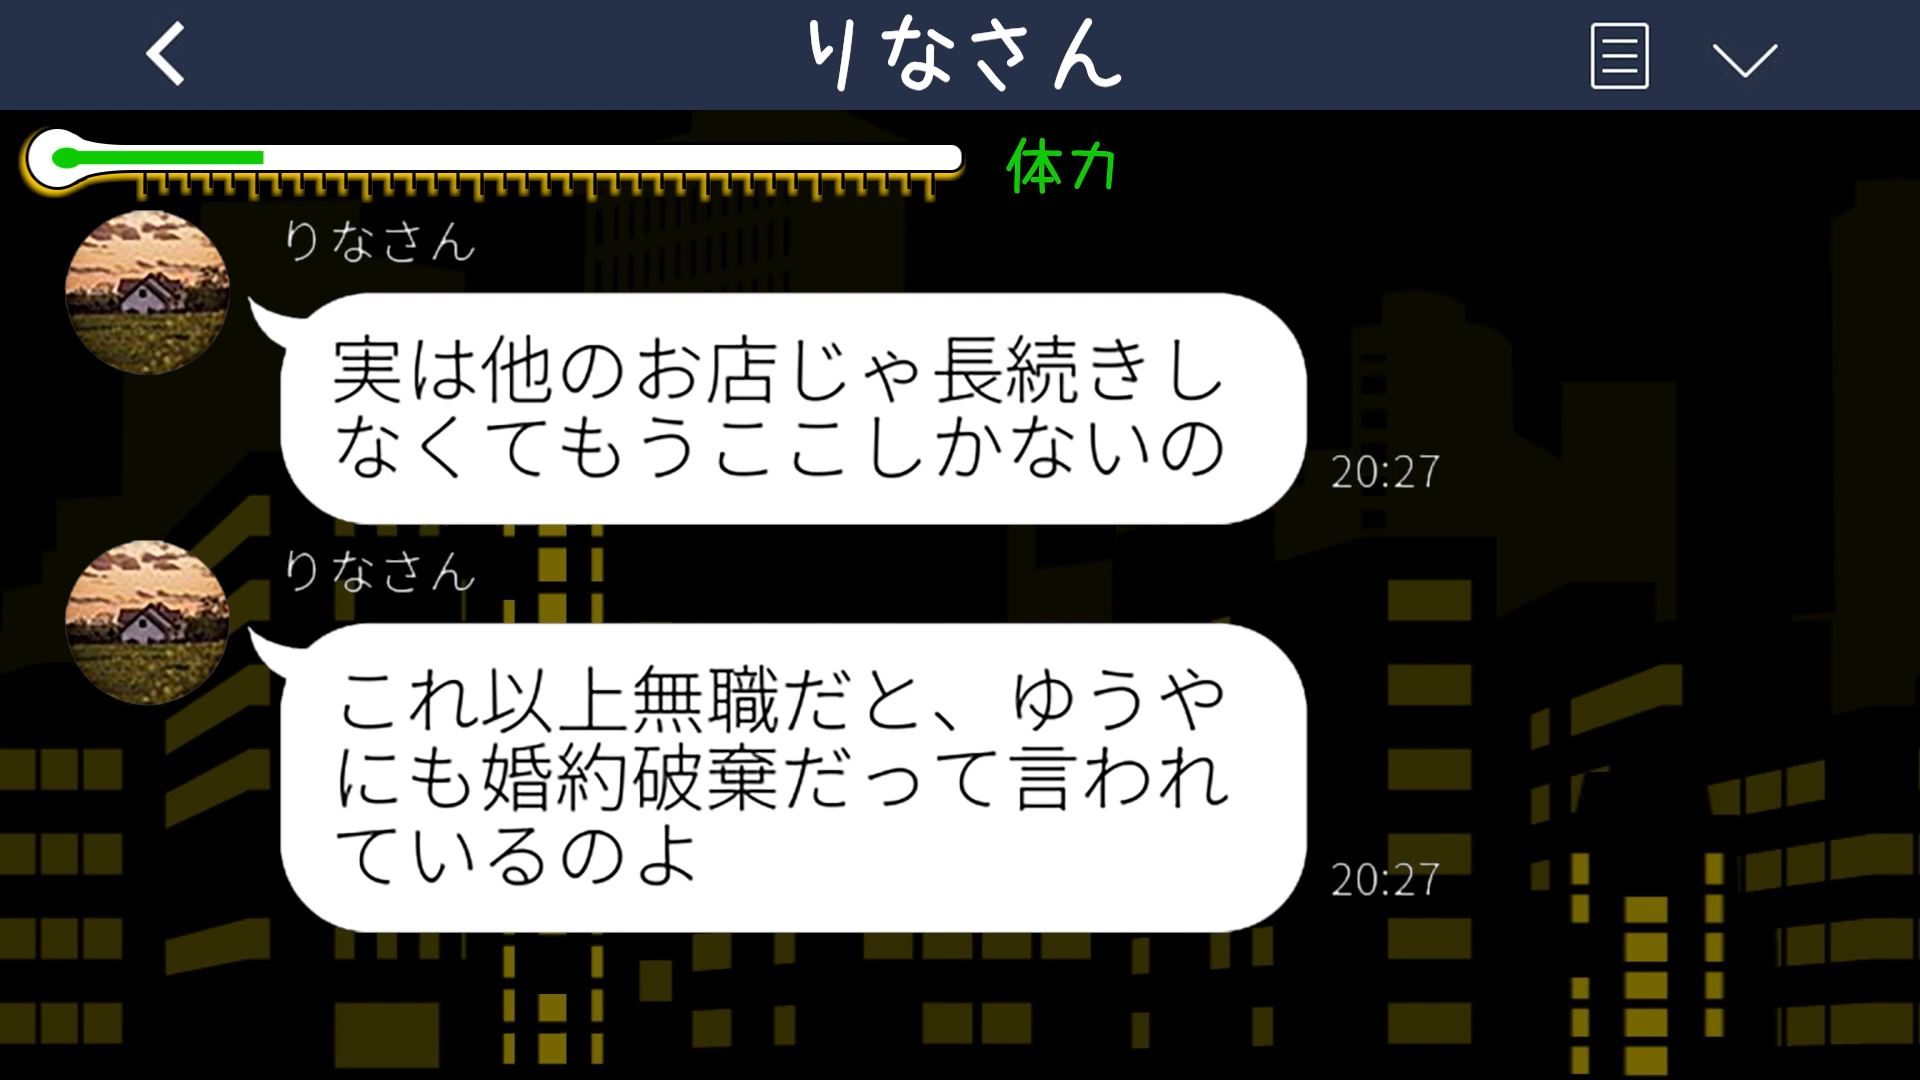 りなさん
体力
りなさん
実は他のお店じゃ長続きし
なくてもうここしかないの
20:27
りなさん
これ以上無職だと、ゆうや
にも婚約破棄だって言われ
ているのよ
20:27